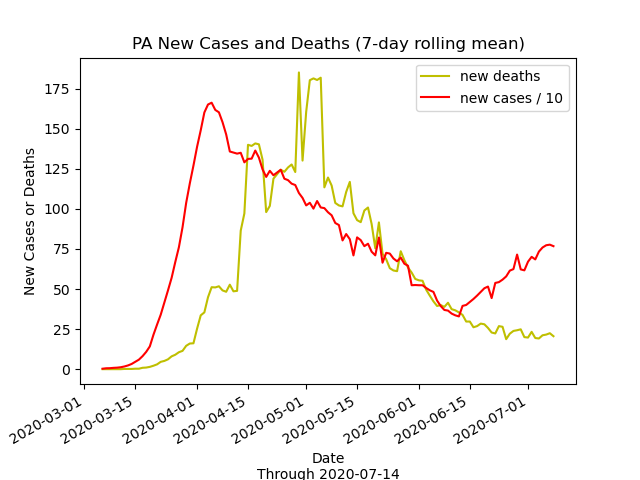 PA New Cases and Deaths (7-day rolling mean)
new deaths
new cases / 10
New Cases or Deaths
175
150
125
100
75
50
25
0
2020-03-01
2020-03-15
2020-04-01
2020-04-15
2020-05-01
2020-05-15
2020-06-01
2020-06-15
2020-07-01
Date
Through 2020-07-14